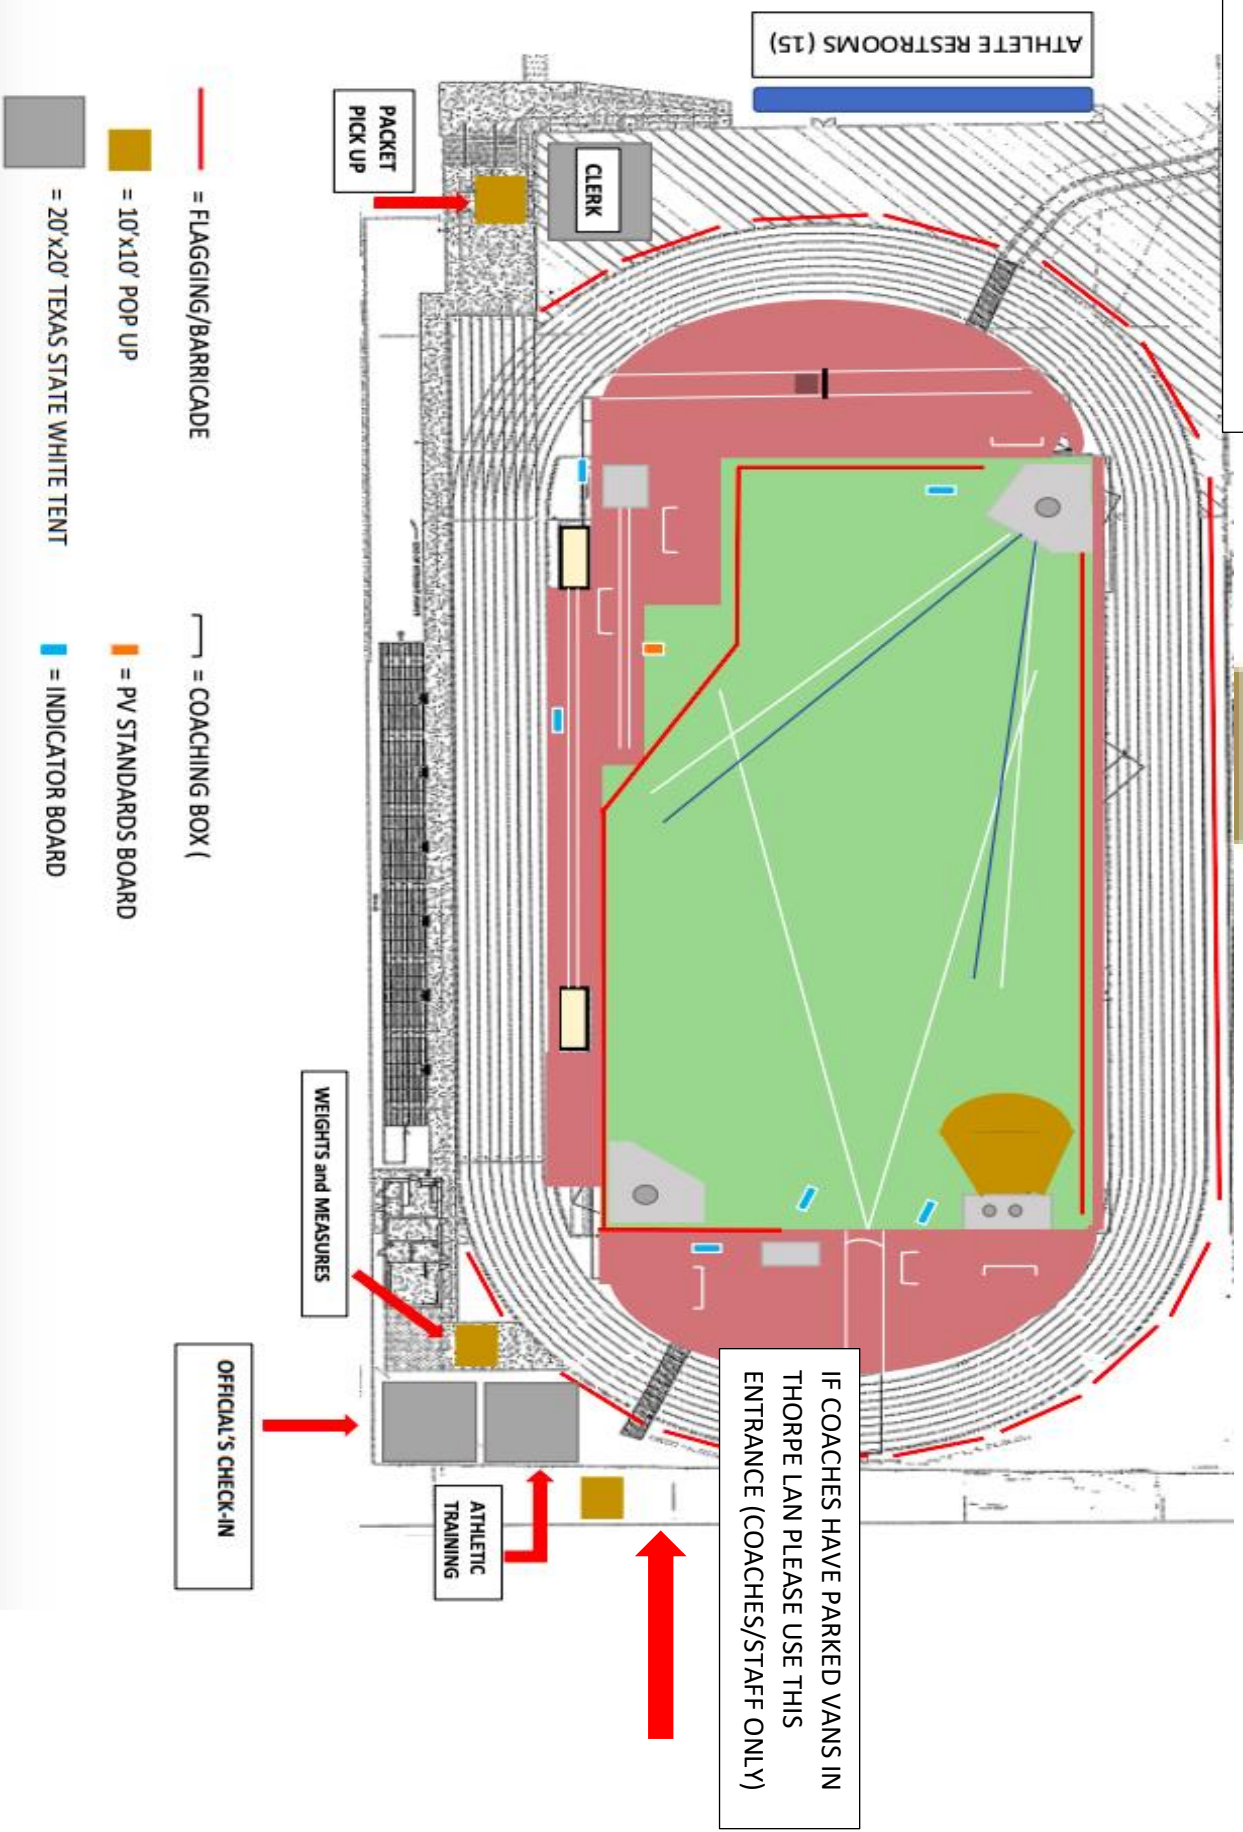 ATHLETE RESTROOMS (15)
PACKET
PICK UP
CLERK
= FLAGGING/BARRICADE
= 10'x10' POP UP
= 20'x20' TEXAS STATE WHITE TENT
= COACHING BOX (
= PV STANDARDS BOARD
= INDICATOR BOARD
WEIGHTS and MEASURES
OFFICIAL'S CHECK-IN
ATHLETIC
TRAINING
IF COACHES HAVE PARKED VANS IN
THORPE LAN PLEASE USE THIS
ENTRANCE (COACHES/STAFF ONLY)